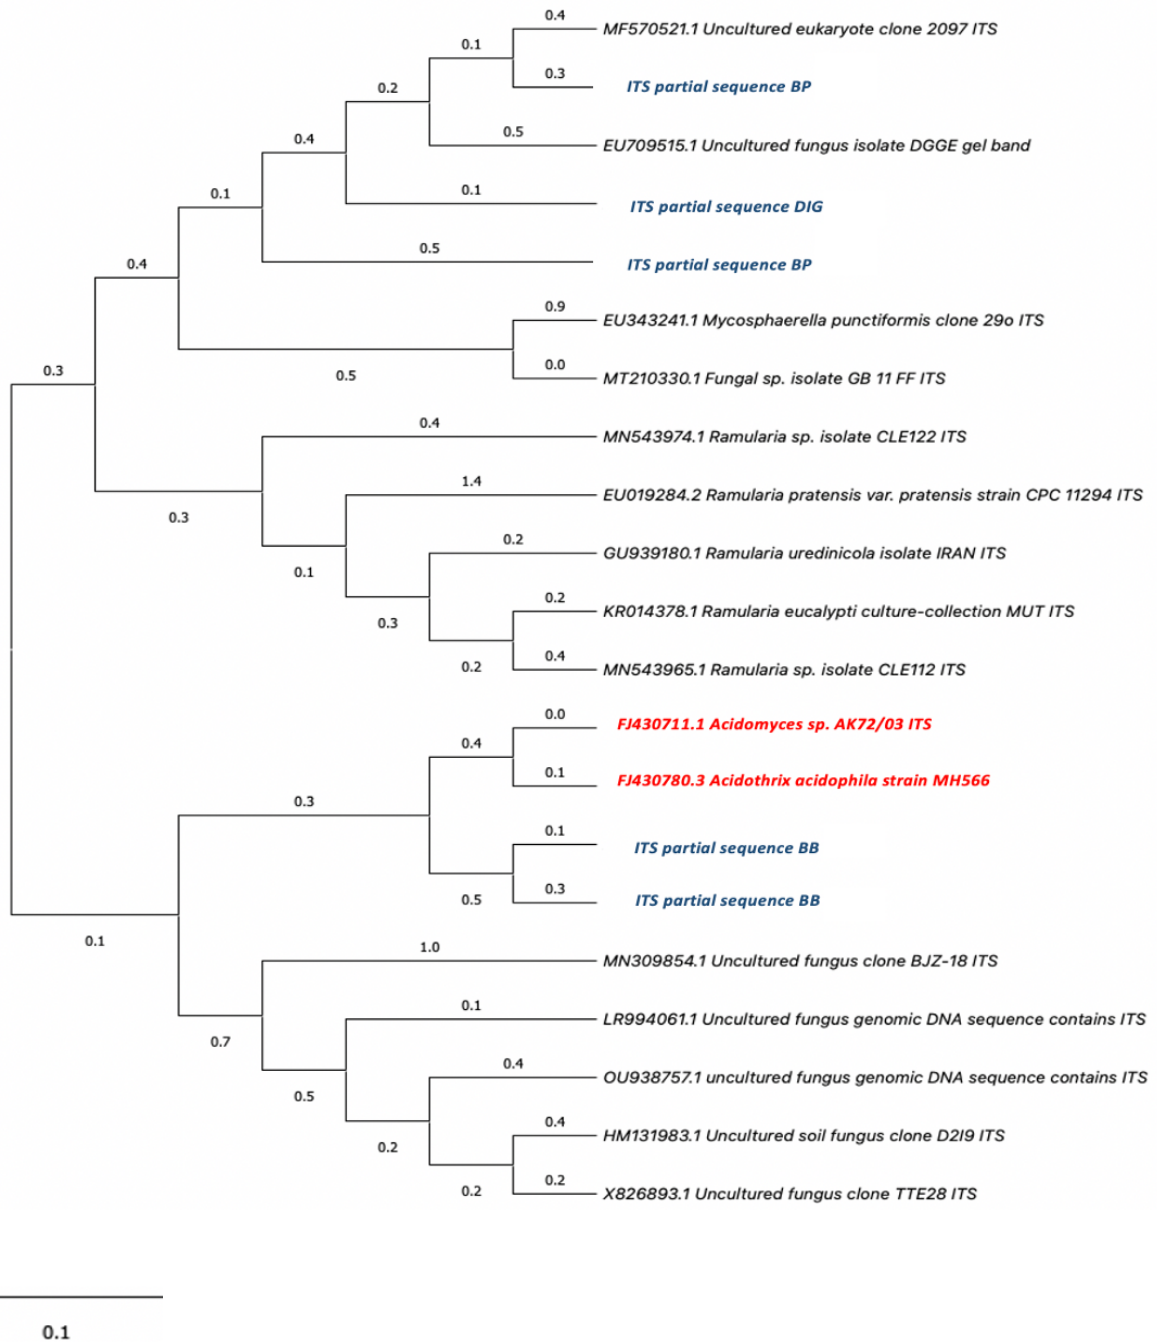 0.4
MF570521.1 Uncultured eukaryote clone 2097 ITS
0.1
0.3
ITS partial sequence BP
0.2
0.5
EU709515.1 Uncultured fungus isolate DGGE gel band
0.4
0.1
ITS partial sequence DIG
0.1
0.5
ITS partial sequence BP
0.4
0.9
EU343241.1 Mycosphaerella punctiformis clone 29o ITS
0.0
MT210330.1 Fungal sp. isolate GB 11 FF ITS
0.5
0.3
0.4
MN543974.1 Ramularia sp. isolate CLE122 ITS
1.4
EU019284.2 Ramularia pratensis var. pratensis strain CPC 11294 ITS
0.3
0.2
GU939180.1 Ramularia uredinicola isolate IRAN ITS
0.1
0.2
KR014378.1 Ramularia eucalypti culture-collection MUT ITS
0.3
0.4
MN543965.1 Ramularia sp. isolate CLE112 ITS
0.2
0.0
FJ430711.1 Acidomyces sp. AK72/03 ITS
0.4
0.1
FJ430780.3 Acidothrix acidophila strain MH566
0.3
0.1
ITS partial sequence BB
0.3
ITS partial sequence BB
0.5
0.1
1.0
MN309854.1 Uncultured fungus clone BJZ-18 ITS
0.1
LR994061.1 Uncultured fungus genomic DNA sequence contains ITS
0.7
0.4
OU938757.1 uncultured fungus genomic DNA sequence contains ITS
0.5
0.4
HM131983.1 Uncultured soil fungus clone D2I9 ITS
0.2
0.2
X826893.1 Uncultured fungus clone TTE28 ITS
0.2
0.1